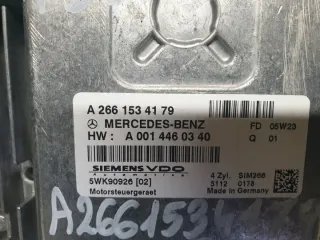 A 266 153 41 79
MERCEDES-BENZ FD 05W23
HW : A 001 446 03 40 Q 01
SIEMENS VDO 4 Zyl. SIM266
5WK90926 [02] 5112 0178
Motorsteuergeraet Made in Germany
A266153